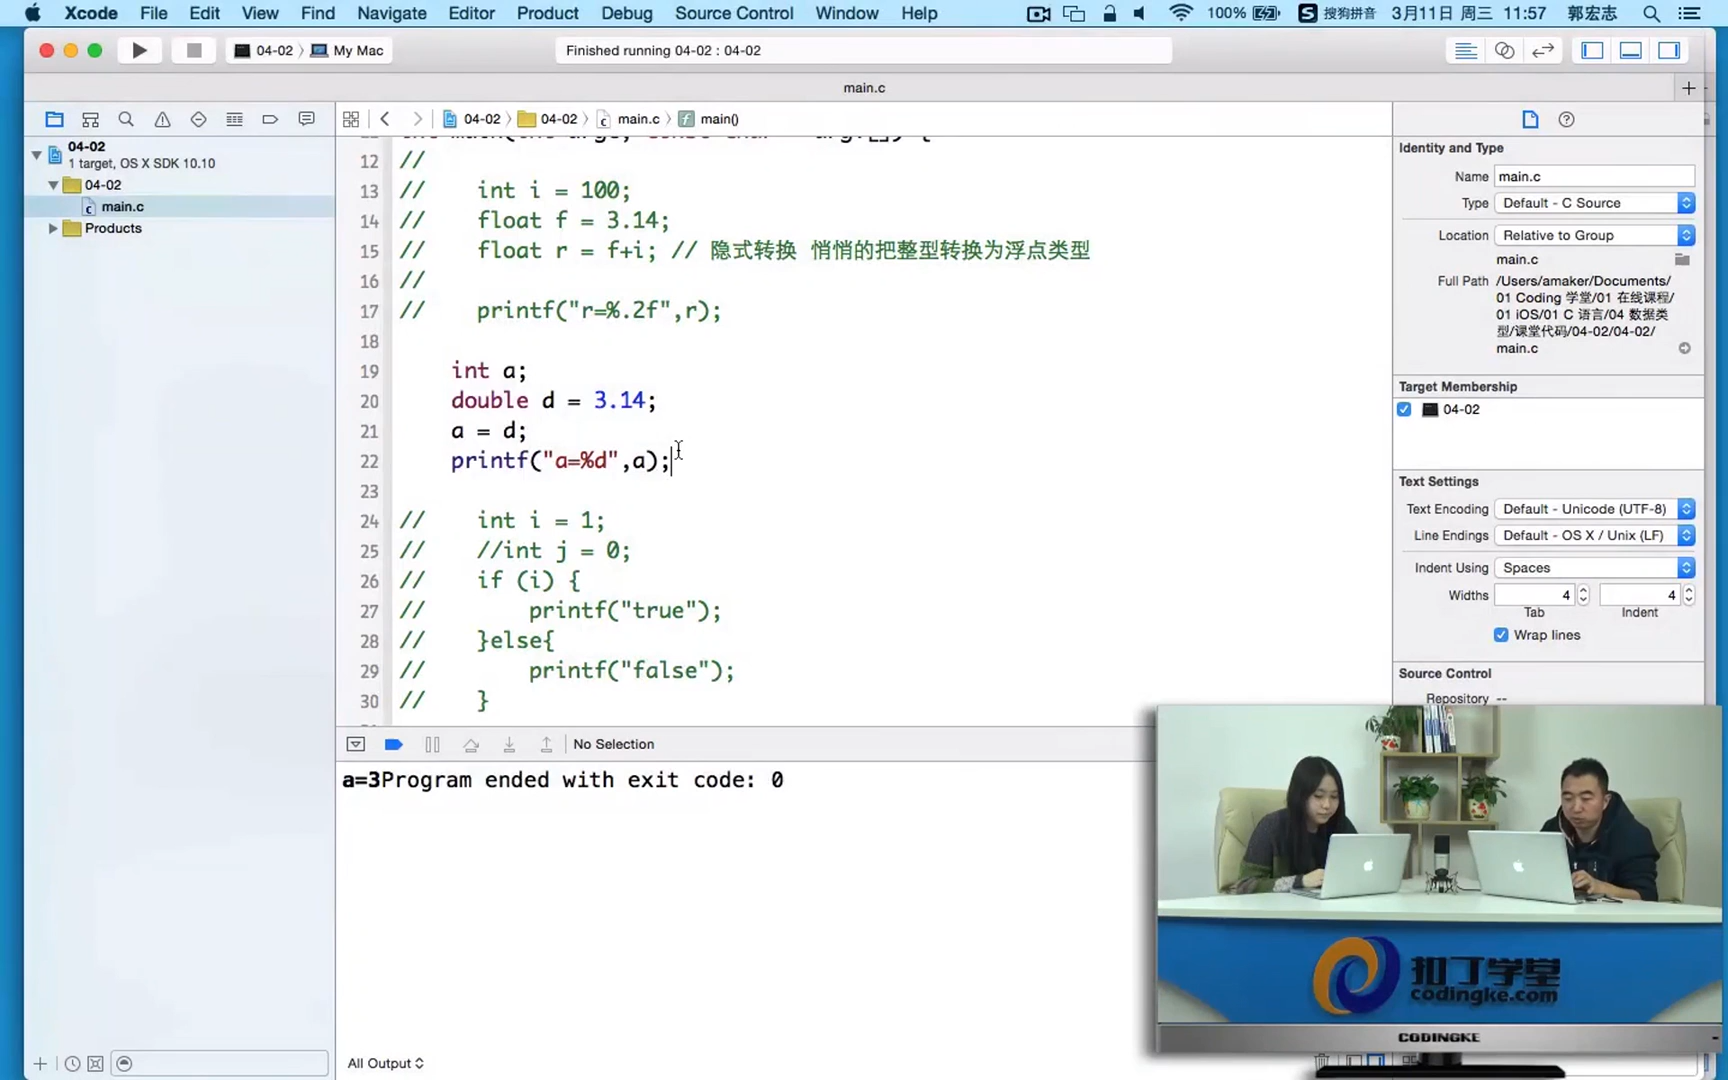 Xcode File Edit View Find Navigate Editor Product Debug Source Control Window Help 100% 搜狗拼音 3月11日 周三 11:57 郭宏志
04-02 My Mac Finished running 04-02 : 04-02
main.c
04-02 04-02 main.c main()
04-02
1 target, OS X SDK 10.10
04-02
main.c
Products
12 //
13 // int i = 100;
14 // float f = 3.14;
15 // float r = f+i; // 隐式转换 悄悄的把整型转换为浮点类型
16 //
17 // printf("r=%.2f",r);
18
19 int a;
20 double d = 3.14;
21 a = d;
22 printf("a=%d",a);
23
24 // int i = 1;
25 // //int j = 0;
26 // if (i) {
27 // printf("true");
28 // }else{
29 // printf("false");
30 // }
No Selection
a=3Program ended with exit code: 0
All Output
Identity and Type
Name main.c
Type Default - C Source
Location Relative to Group
main.c
Full Path /Users/amaker/Documents/
01 Coding 学堂/01 在线课程/
01 iOS/01 C 语言/04 数据类
型/课堂代码/04-02/04-02/
main.c
Target Membership
04-02
Text Settings
Text Encoding Default - Unicode (UTF-8)
Line Endings Default - OS X / Unix (LF)
Indent Using Spaces
Widths 4 4
Tab Indent
Wrap lines
Source Control
Repository --
扣丁学堂
codingke.com
CODINGKE